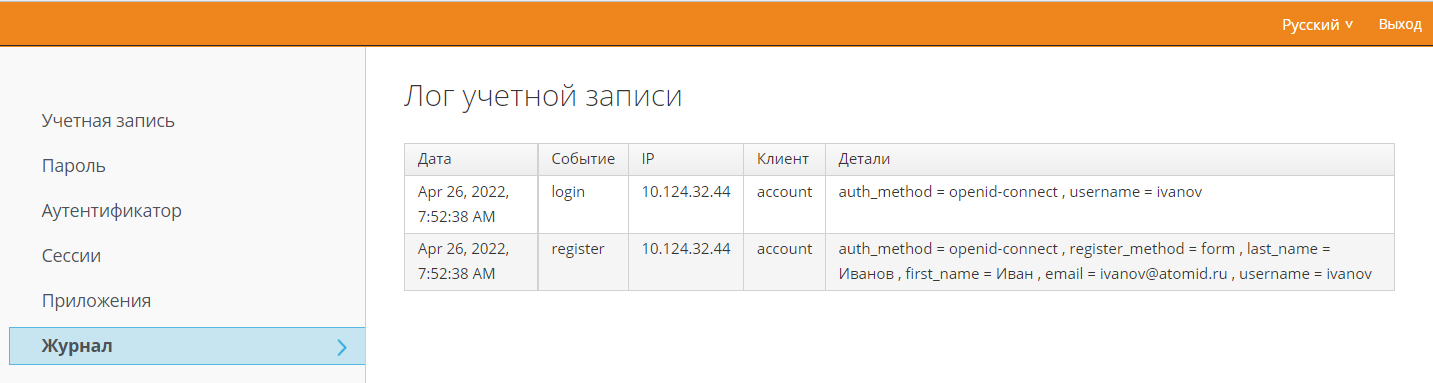 Русский ˅ Выход
Лог учетной записи
Учетная запись
Пароль
Аутентификатор
Сессии
Приложения
Журнал
Дата Событие IP Клиент Детали
Apr 26, 2022, login 10.124.32.44 account auth_method = openid-connect , username = ivanov
7:52:38 AM
Apr 26, 2022, register 10.124.32.44 account auth_method = openid-connect , register_method = form , last_name =
7:52:38 AM Иванов , first_name = Иван , email = ivanov@atomid.ru , username = ivanov